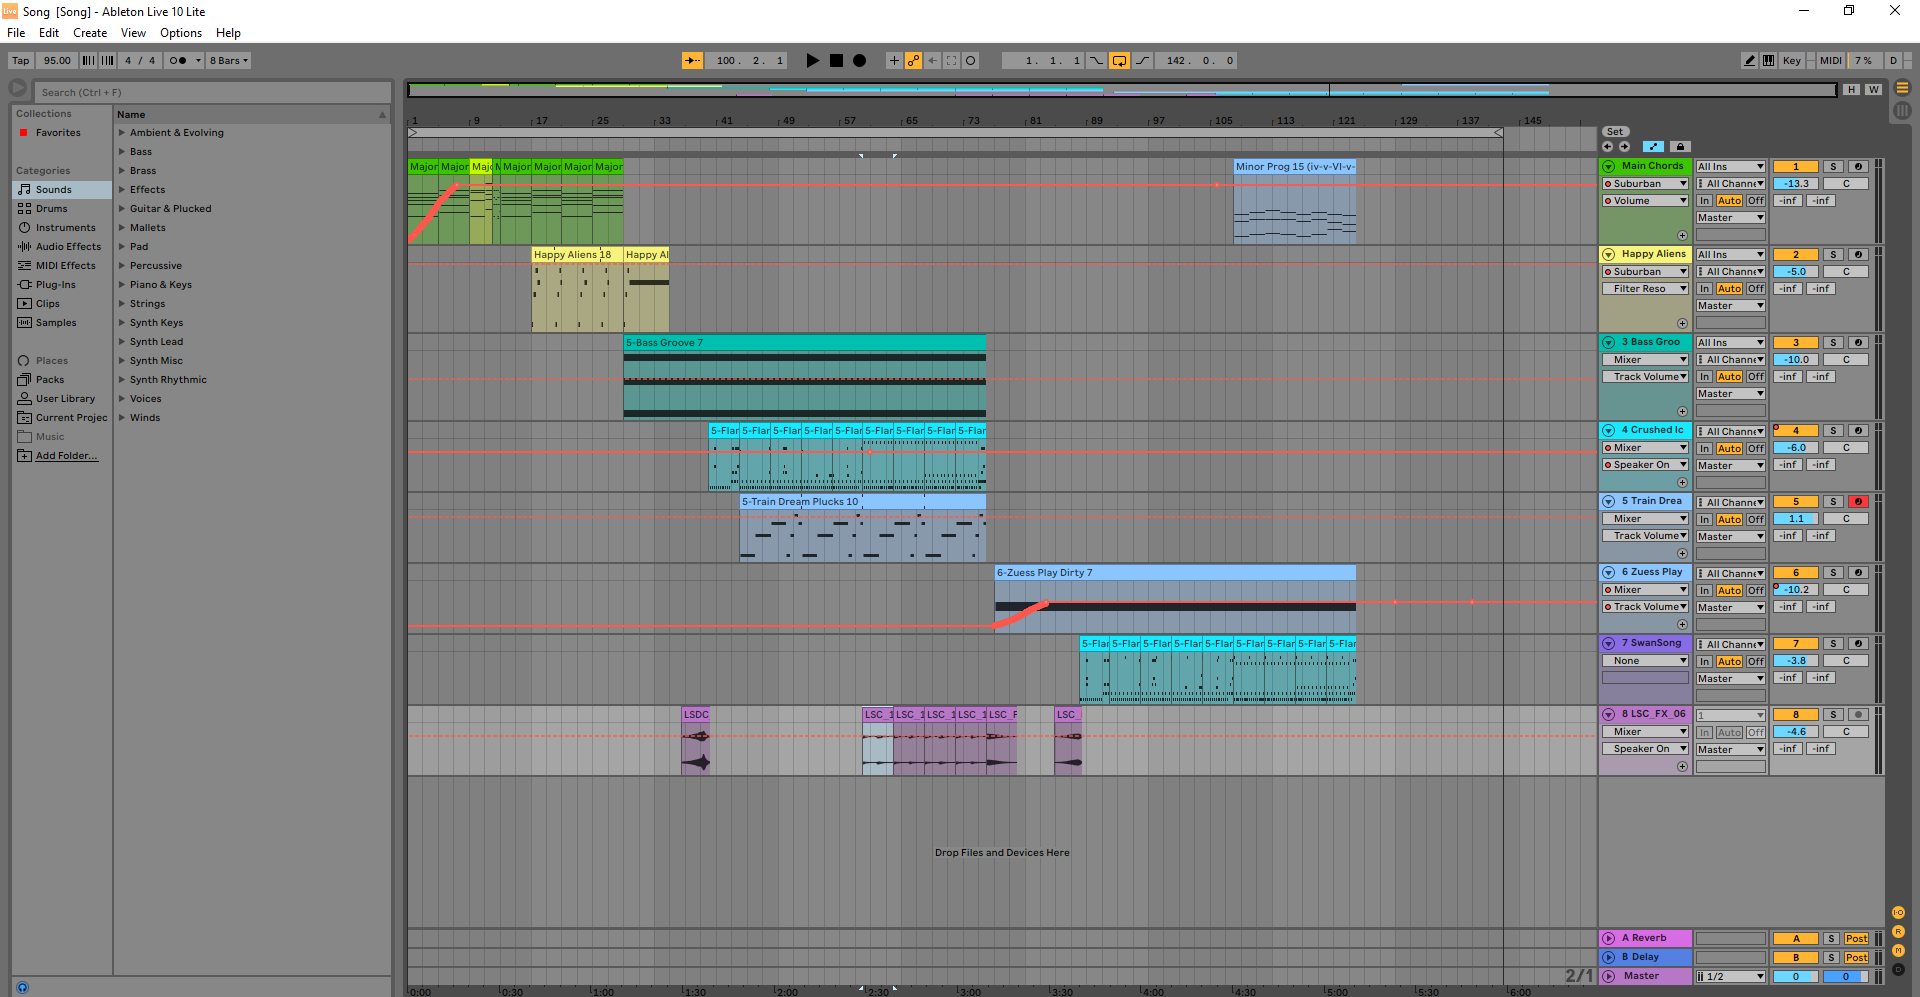 Song [Song] - Ableton Live 10 Lite
File Edit Create View Options Help
Tap 95.00 4 / 4 8 Bars 100. 2. 1 1. 1. 1 142. 0. 0 Key MIDI 7 % D
Search (Ctrl + F)
H W
Collections
Favorites
Categories
Sounds
Drums
Instruments
Audio Effects
MIDI Effects
Plug-Ins
Clips
Samples
Places
Packs
User Library
Current Projec
Music
Add Folder...
Name
Ambient & Evolving
Bass
Brass
Effects
Guitar & Plucked
Mallets
Pad
Percussive
Piano & Keys
Strings
Synth Keys
Synth Lead
Synth Misc
Synth Rhythmic
Voices
Winds
1 9 17 25 33 41 49 57 65 73 81 89 97 105 113 121 129 137 145
Set
Major Major Major Major Major Major Major Minor Prog 15 (iv-v-VI-v-
Main Chords All Ins 1 S
Suburban All Channe -13.3 C
Volume In Auto Off -inf -inf
Master
Happy Aliens 18 Happy Al
Happy Aliens All Ins 2 S
Suburban All Channe -5.0 C
Filter Reso In Auto Off -inf -inf
Master
5-Bass Groove 7
3 Bass Groo All Ins 3 S
Mixer All Channe -10.0 C
Track Volume In Auto Off -inf -inf
Master
5-Flar 5-Flar 5-Flar 5-Flar 5-Flar 5-Flar 5-Flar 5-Flar 5-Flar
4 Crushed Ic All Channe 4 S
Mixer In Auto Off -6.0 C
Speaker On Master -inf -inf
5-Train Dream Plucks 10
5 Train Drea All Channe 5 S
Mixer In Auto Off 1.1 C
Track Volume Master -inf -inf
6-Zuess Play Dirty 7
6 Zuess Play All Channe 6 S
Mixer In Auto Off -10.2 C
Track Volume Master -inf -inf
5-Flar 5-Flar 5-Flar 5-Flar 5-Flar 5-Flar 5-Flar 5-Flar 5-Flar
7 SwanSong All Channe 7 S
None In Auto Off -3.8 C
Master -inf -inf
LSDC LSC_1 LSC_1 LSC_1 LSC_1 LSC_F LSC_
8 LSC_FX_06 1 8 S
Mixer In Auto Off -4.6 C
Speaker On Master -inf -inf
Drop Files and Devices Here
A Reverb A S Post
B Delay B S Post
2/1
Master 1/2 0 0
0:00 0:30 1:00 1:30 2:00 2:30 3:00 3:30 4:00 4:30 5:00 5:30 6:00